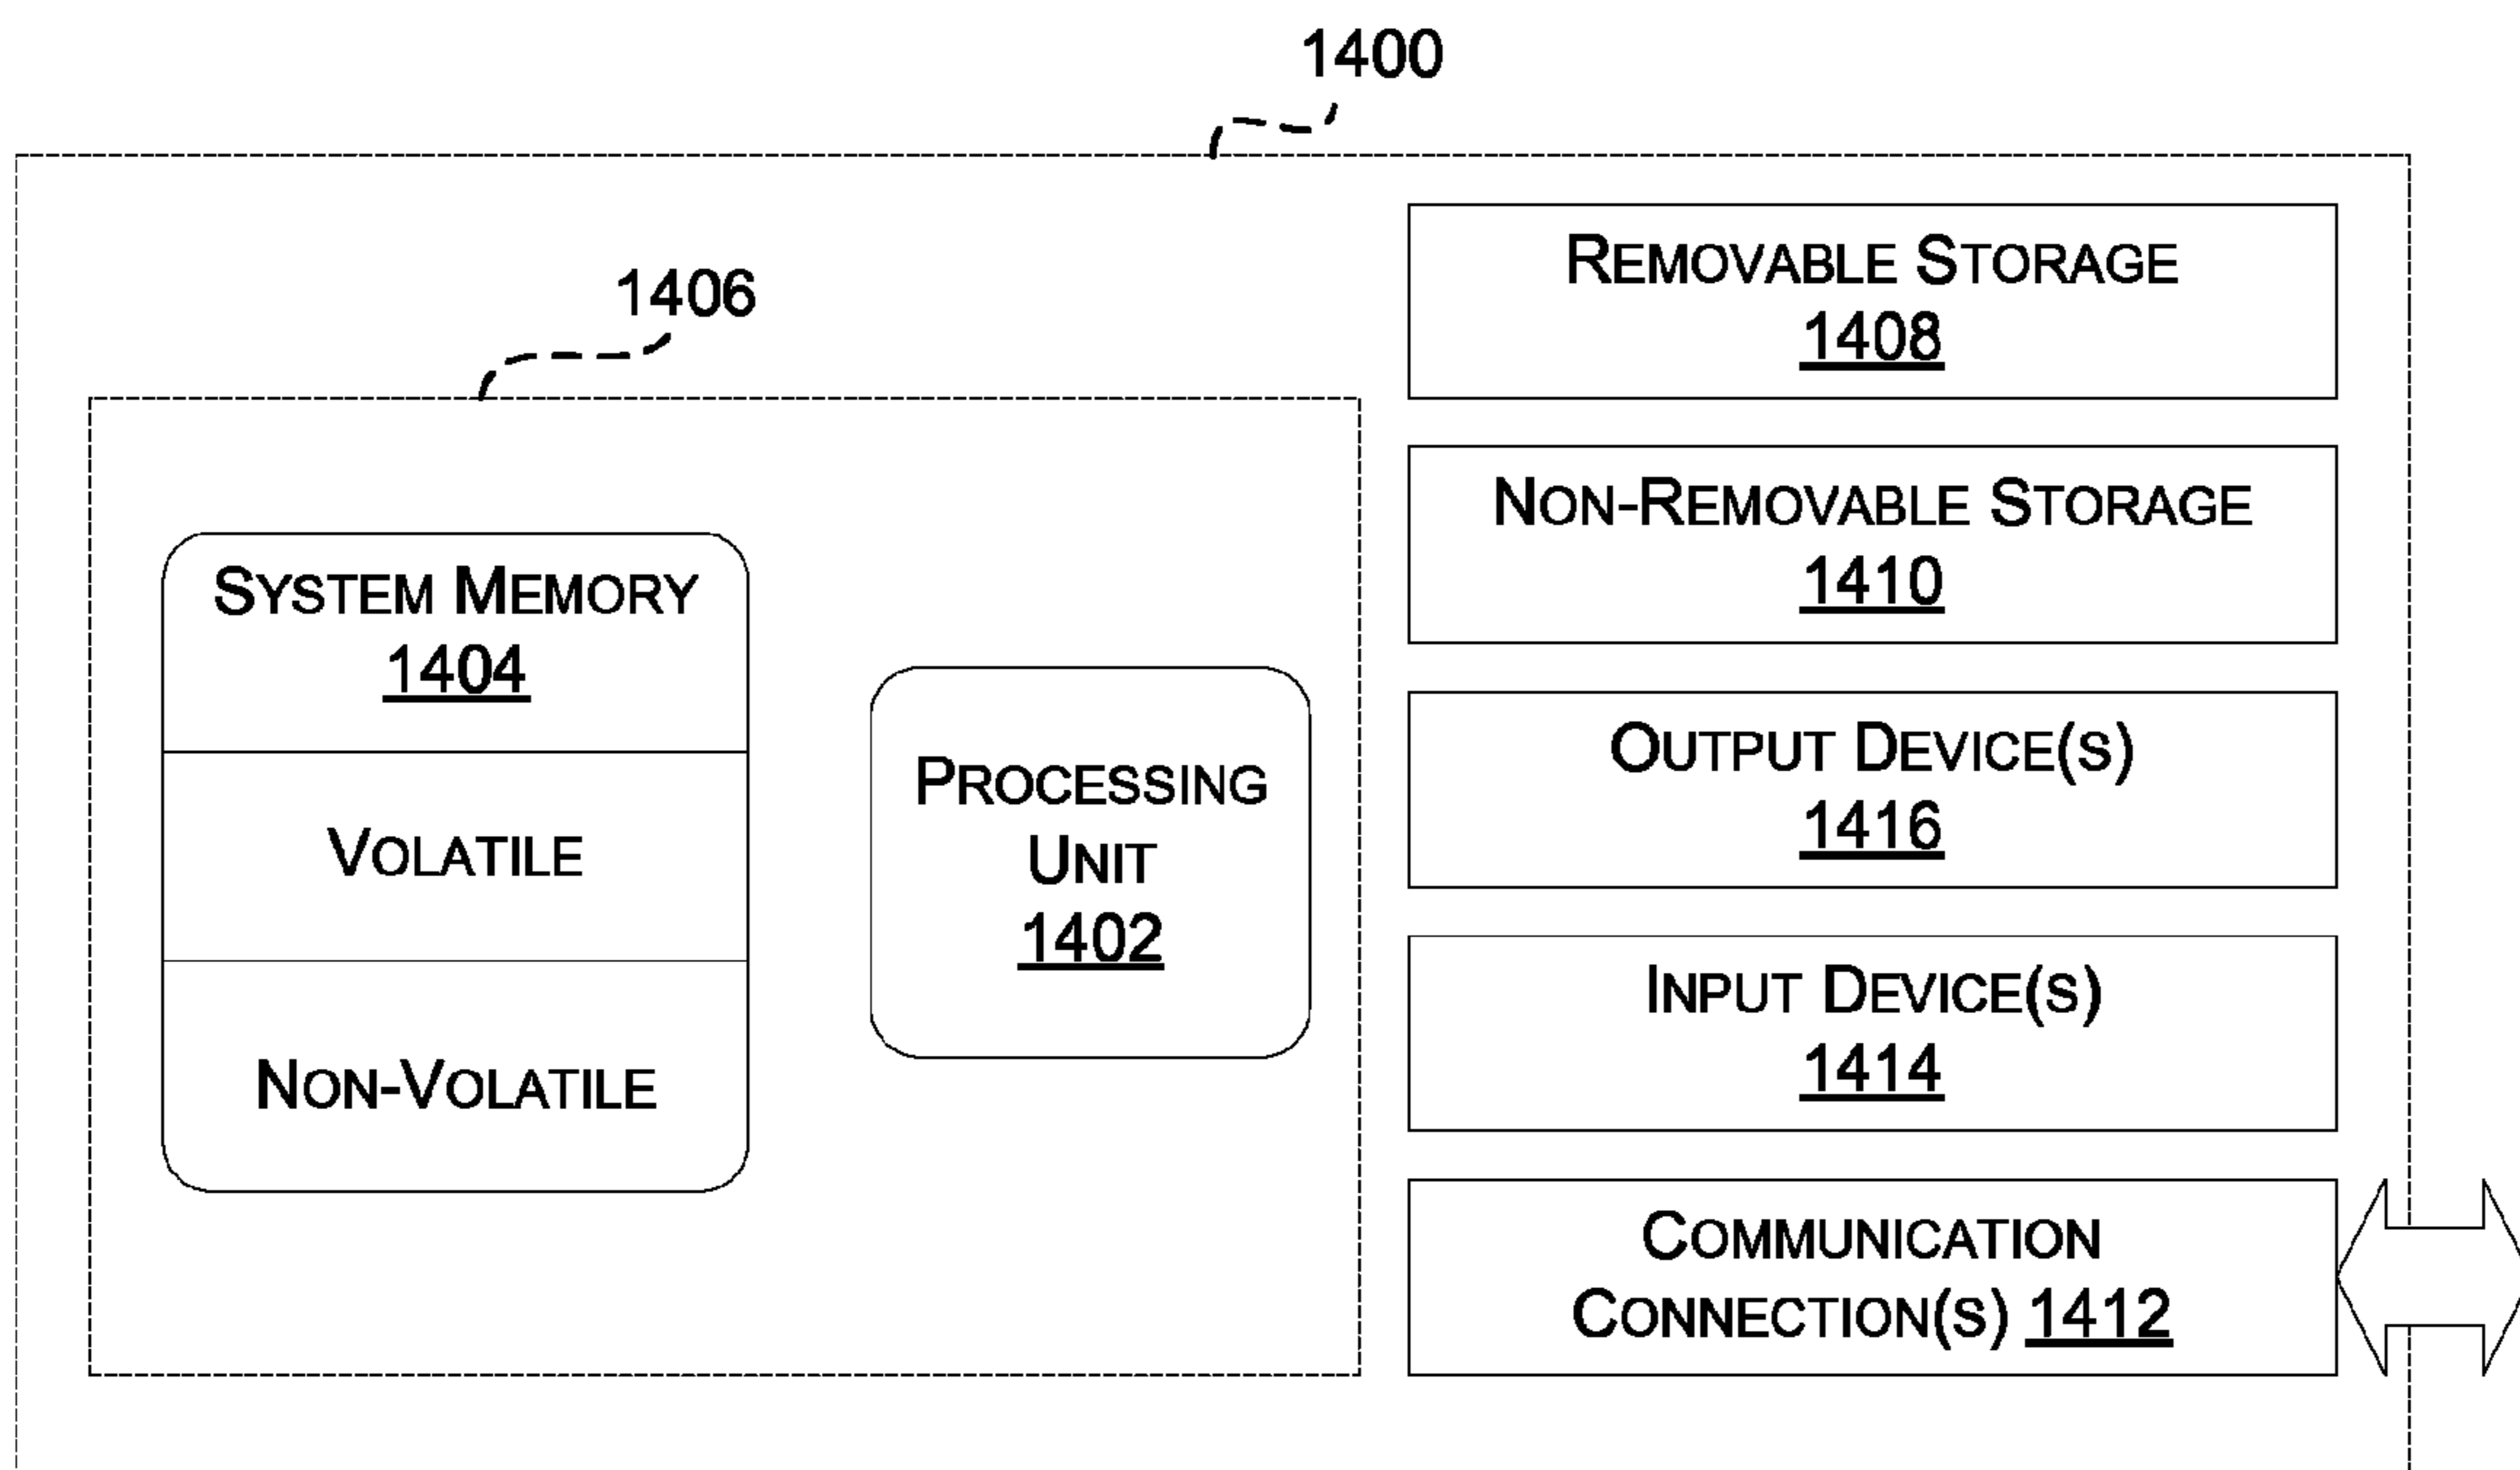 1400
1406
SYSTEM MEMORY
1404
VOLATILE
NON-VOLATILE
PROCESSING
UNIT
1402
REMOVABLE STORAGE
1408
NON-REMOVABLE STORAGE
1410
OUTPUT DEVICE(S)
1416
INPUT DEVICE(S)
1414
COMMUNICATION
CONNECTION(S) 1412